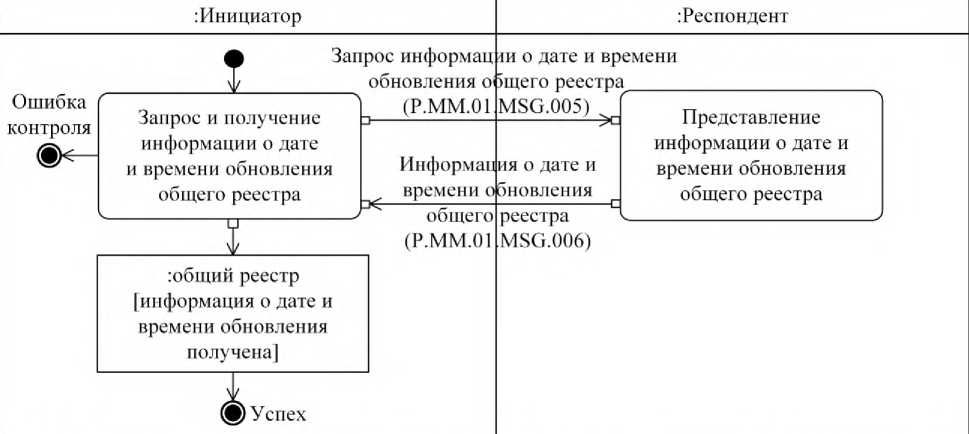 :Инициатор
:Респондент
Запрос информации о дате и времени
обновления общего реестра
(P.MM.01.MSG.005)
Ошибка
контроля
Запрос и получение
информации о дате
и времени обновления
общего реестра
Представление
информации о дате и
времени обновления
общего реестра
Информация о дате и
времени обновления
общего реестра
(P.MM.01.MSG.006)
:общий реестр
[информация о дате и
времени обновления
получена]
Успех